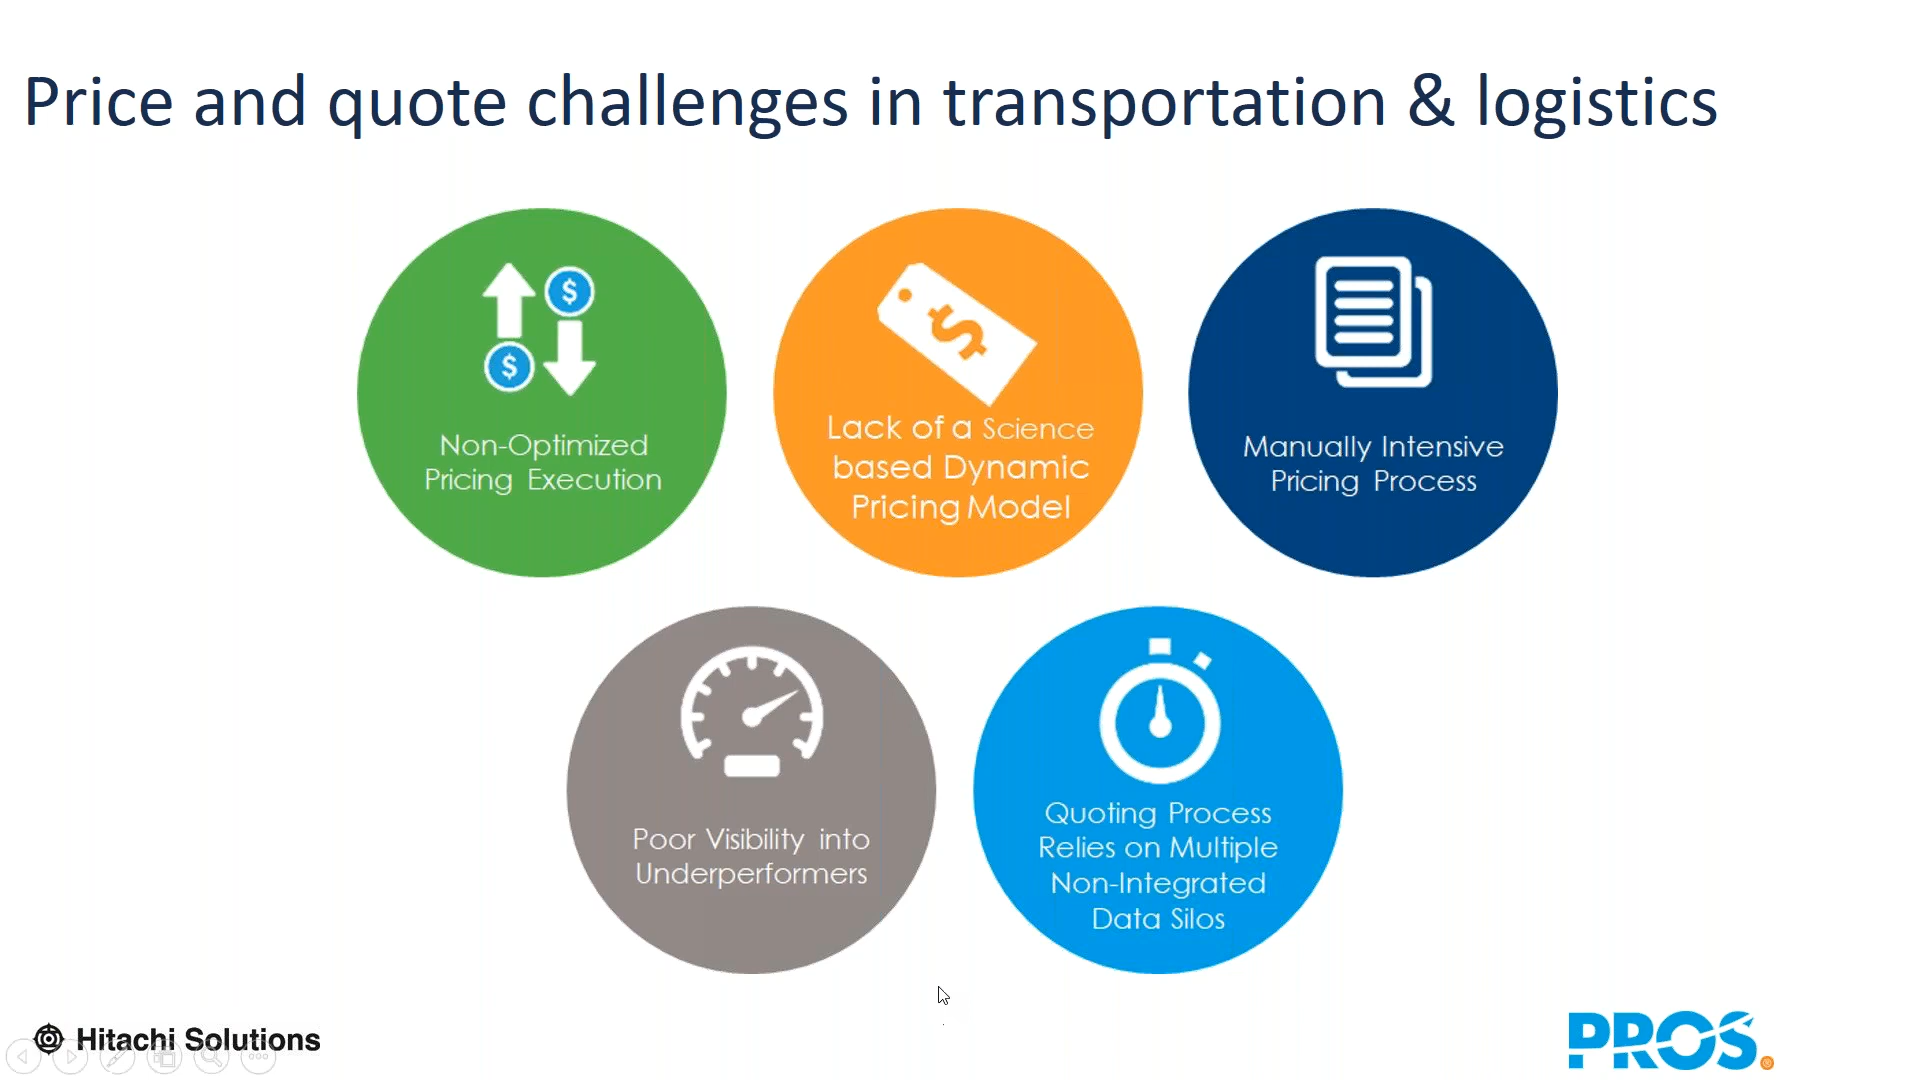 Price and quote challenges in transportation & logistics
$
$
Non-Optimized
Pricing Execution
$
Lack of a Science
based Dynamic
Pricing Model
Manually Intensive
Pricing Process
Poor Visibility into
Underperformers
Quoting Process
Relies on Multiple
Non-Integrated
Data Silos
Hitachi Solutions
PROS